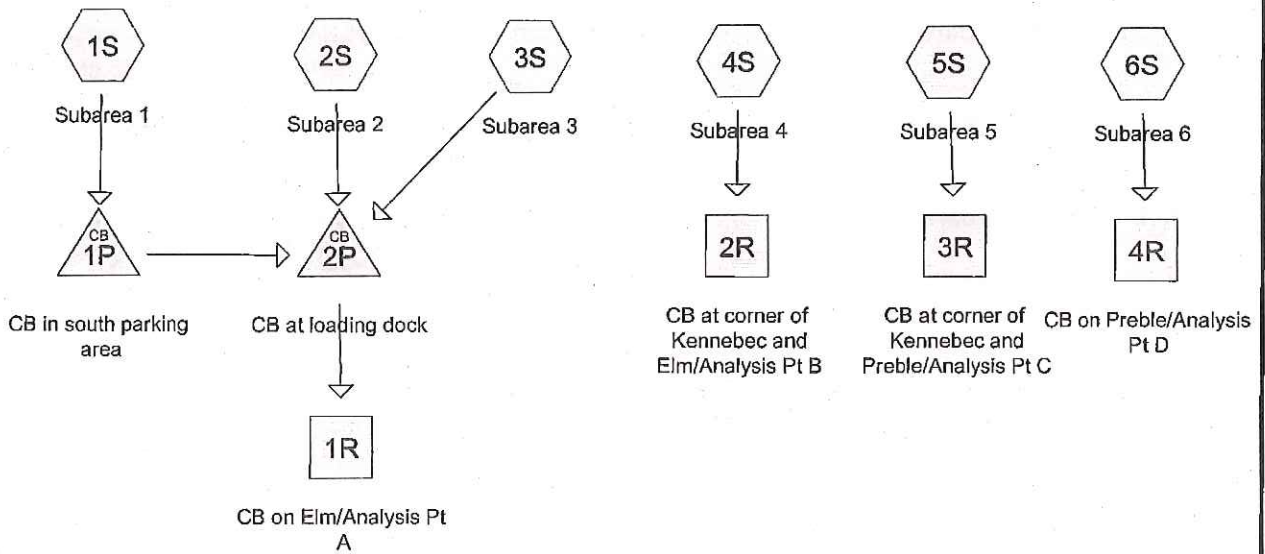 1S
2S
3S
4S
5S
6S
Subarea 1
Subarea 2
Subarea 3
Subarea 4
Subarea 5
Subarea 6
CB
1P
CB
2P
2R
3R
4R
CB in south parking
area
CB at loading dock
CB at corner of
Kennebec and
Elm/Analysis Pt B
CB at corner of
Kennebec and
Preble/Analysis Pt C
CB on Preble/Analysis
Pt D
1R
CB on Elm/Analysis Pt
A